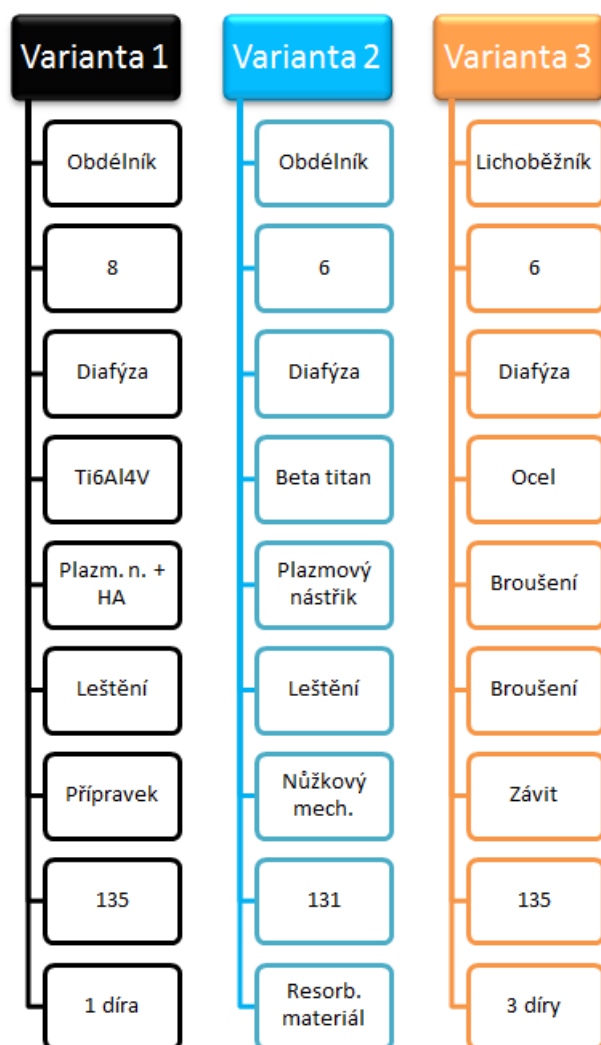 Varianta 1
Obdélník
8
Diafýza
Ti6Al4V
Plazm. n. +
HA
Leštění
Přípravek
135
1 díra
Varianta 2
Obdélník
6
Diafýza
Beta titan
Plazmový
nástřik
Leštění
Nůžkový
mech.
131
Resorb.
materiál
Varianta 3
Lichoběžník
6
Diafýza
Ocel
Broušení
Broušení
Závit
135
3 díry